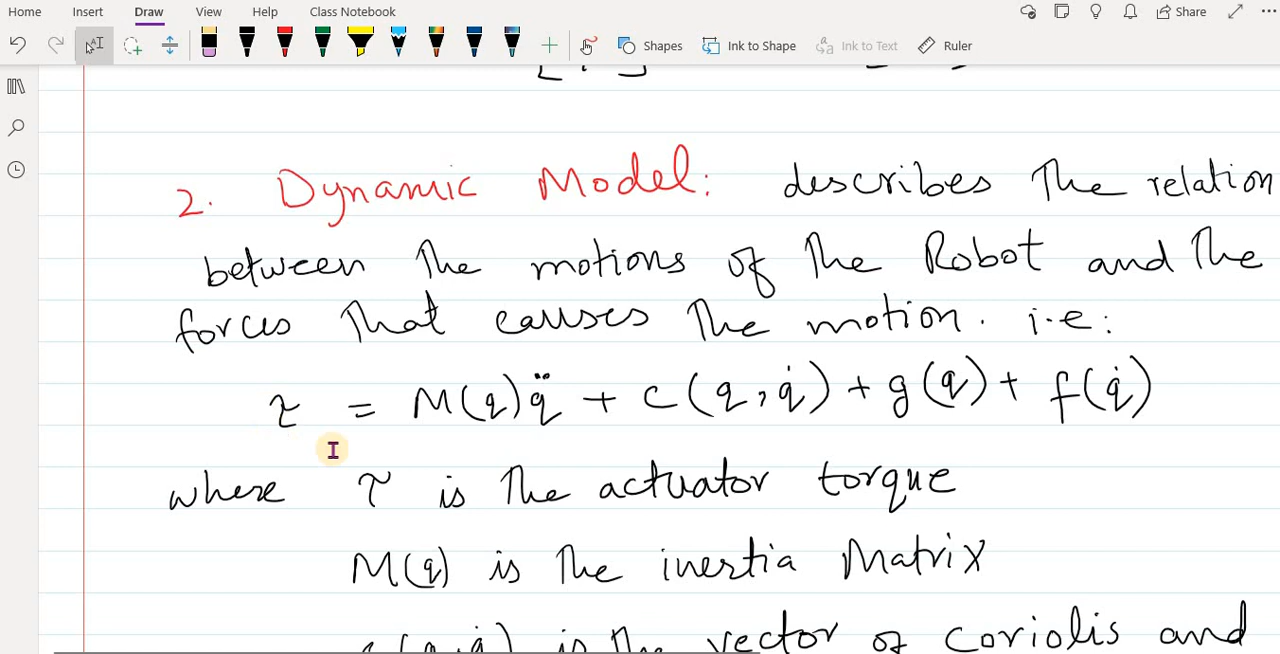 Home Insert Draw View Help Class Notebook Share
Shapes Ink to Shape Ink to Text Ruler
2. Dynamic Model: describes the relation
between the motions of the Robot and the
forces that causes the motion. i.e:
τ = M(q)q̈ + c(q, q̇) + g(q) + f(q̇)
where τ is the actuator torque
M(q) is the inertia Matrix
c(q, q̇) is the vector of coriolis and